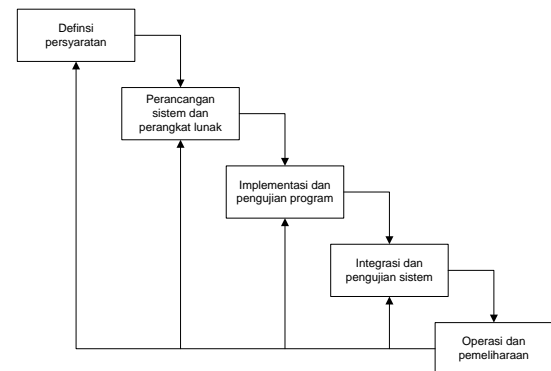 Definsi
persyaratan
Perancangan
sistem dan
perangkat lunak
Implementasi dan
pengujian program
Integrasi dan
pengujian sistem
Operasi dan
pemeliharaan